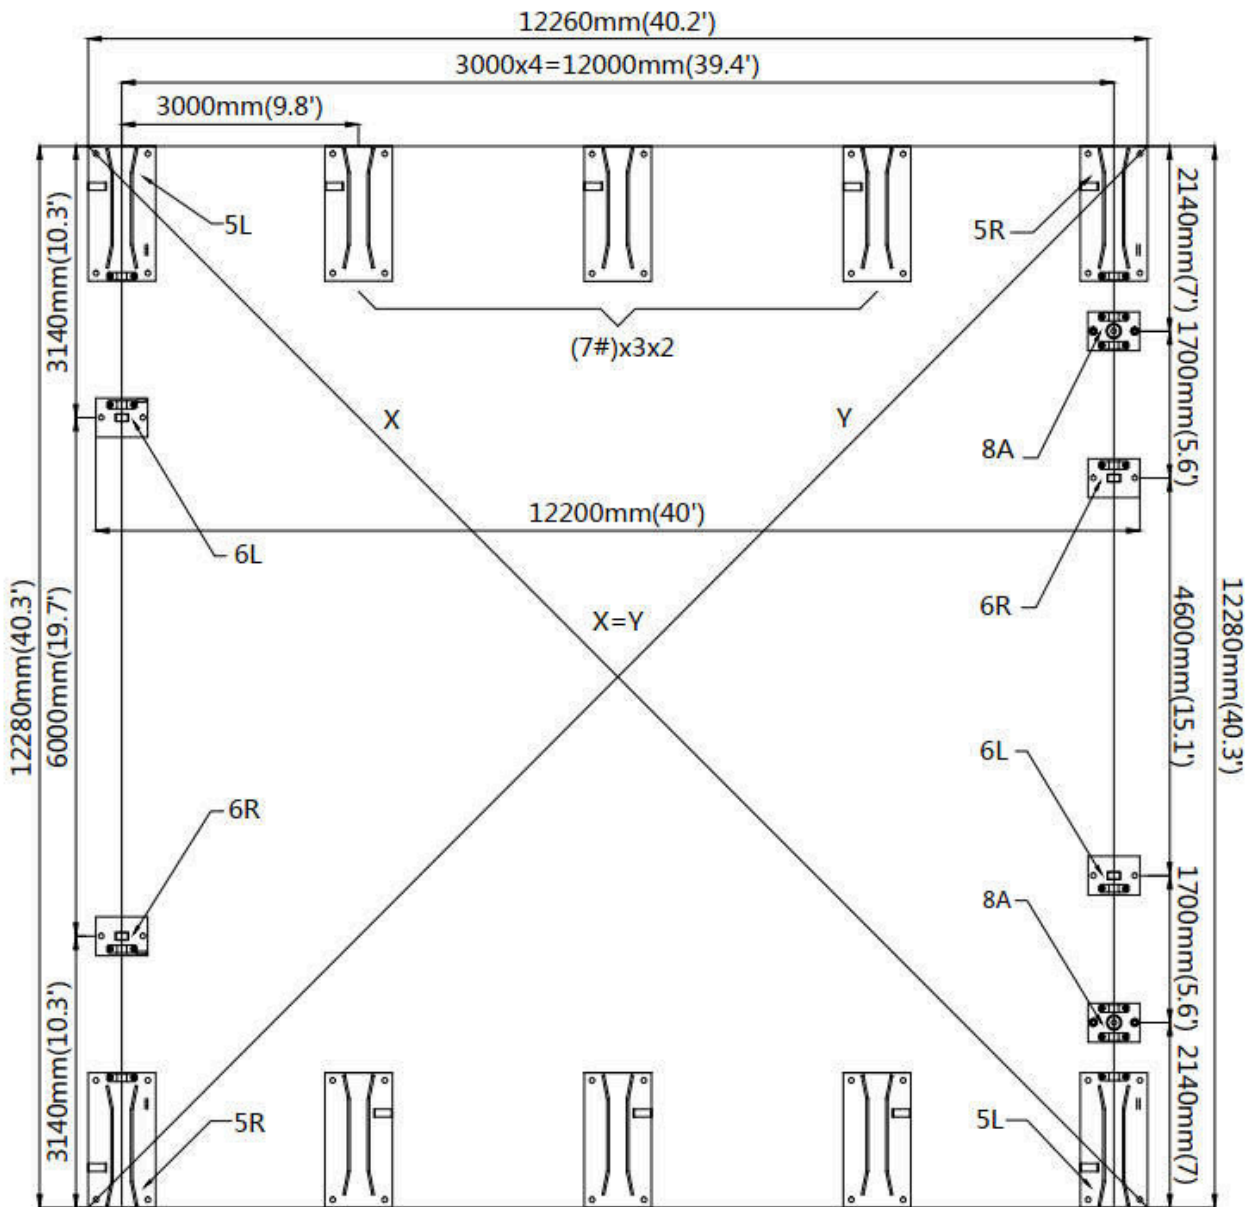 12260mm(40.2')
3000x4=12000mm(39.4')
3000mm(9.8')
5L
5R
3140mm(10.3')
2140mm(7')
(7#)x3x2
X
Y
8A
1700mm(5.6')
12200mm(40')
6L
6R
X=Y
12280mm(40.3')
6000mm(19.7')
4600mm(15.1')
12280mm(40.3')
6L
6R
8A
1700mm(5.6')
3140mm(10.3')
5R
5L
2140mm(7)